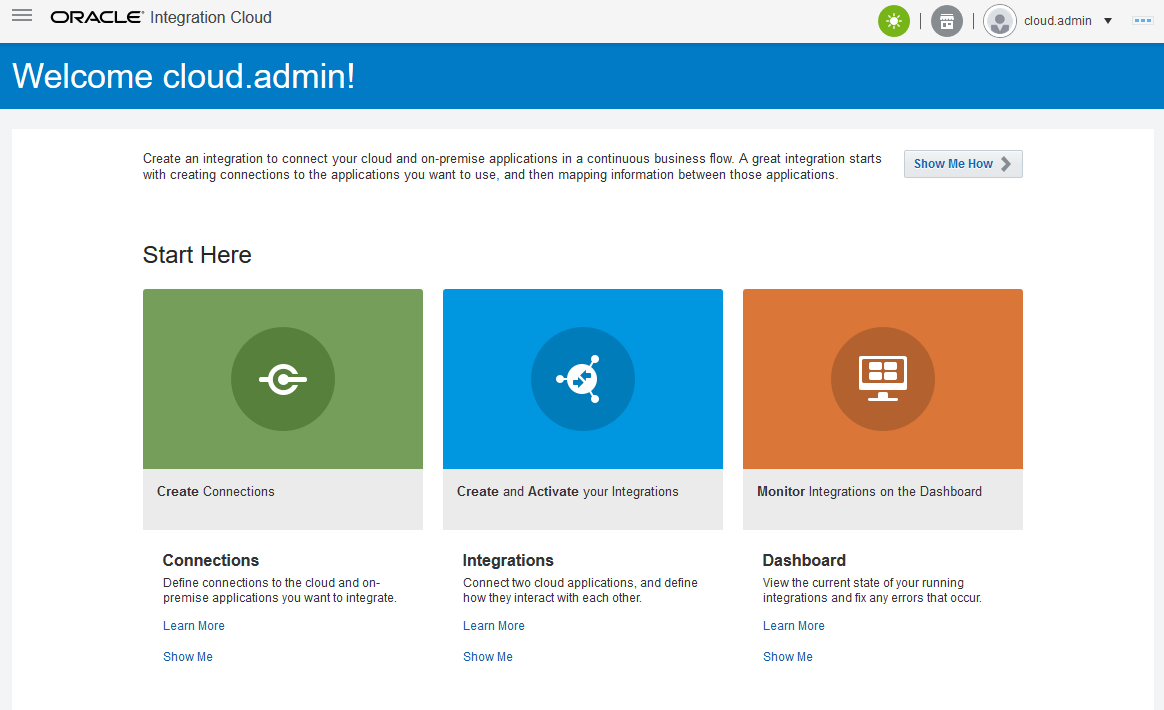 ORACLE Integration Cloud
cloud.admin
Welcome cloud.admin!
Create an integration to connect your cloud and on-premise applications in a continuous business flow. A great integration starts
with creating connections to the applications you want to use, and then mapping information between those applications.
Show Me How
Start Here
Create Connections
Create and Activate your Integrations
Monitor Integrations on the Dashboard
Connections
Define connections to the cloud and on-
premise applications you want to integrate.
Learn More
Show Me
Integrations
Connect two cloud applications, and define
how they interact with each other.
Learn More
Show Me
Dashboard
View the current state of your running
integrations and fix any errors that occur.
Learn More
Show Me